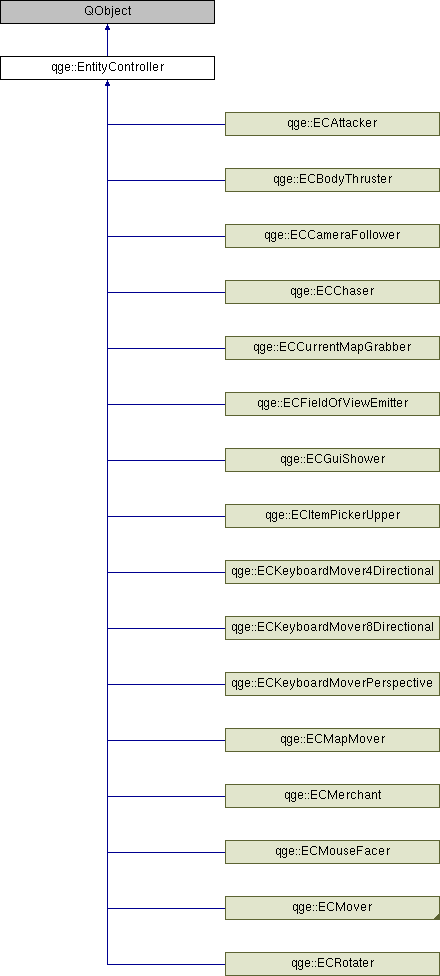 QObject
qge::EntityController
qge::ECAttacker
qge::ECBodyThruster
qge::ECCameraFollower
qge::ECChaser
qge::ECCurrentMapGrabber
qge::ECFieldOfViewEmitter
qge::ECGuiShower
qge::ECItemPickerUpper
qge::ECKeyboardMover4Directional
qge::ECKeyboardMover8Directional
qge::ECKeyboardMoverPerspective
qge::ECMapMover
qge::ECMerchant
qge::ECMouseFacer
qge::ECMover
qge::ECRotater